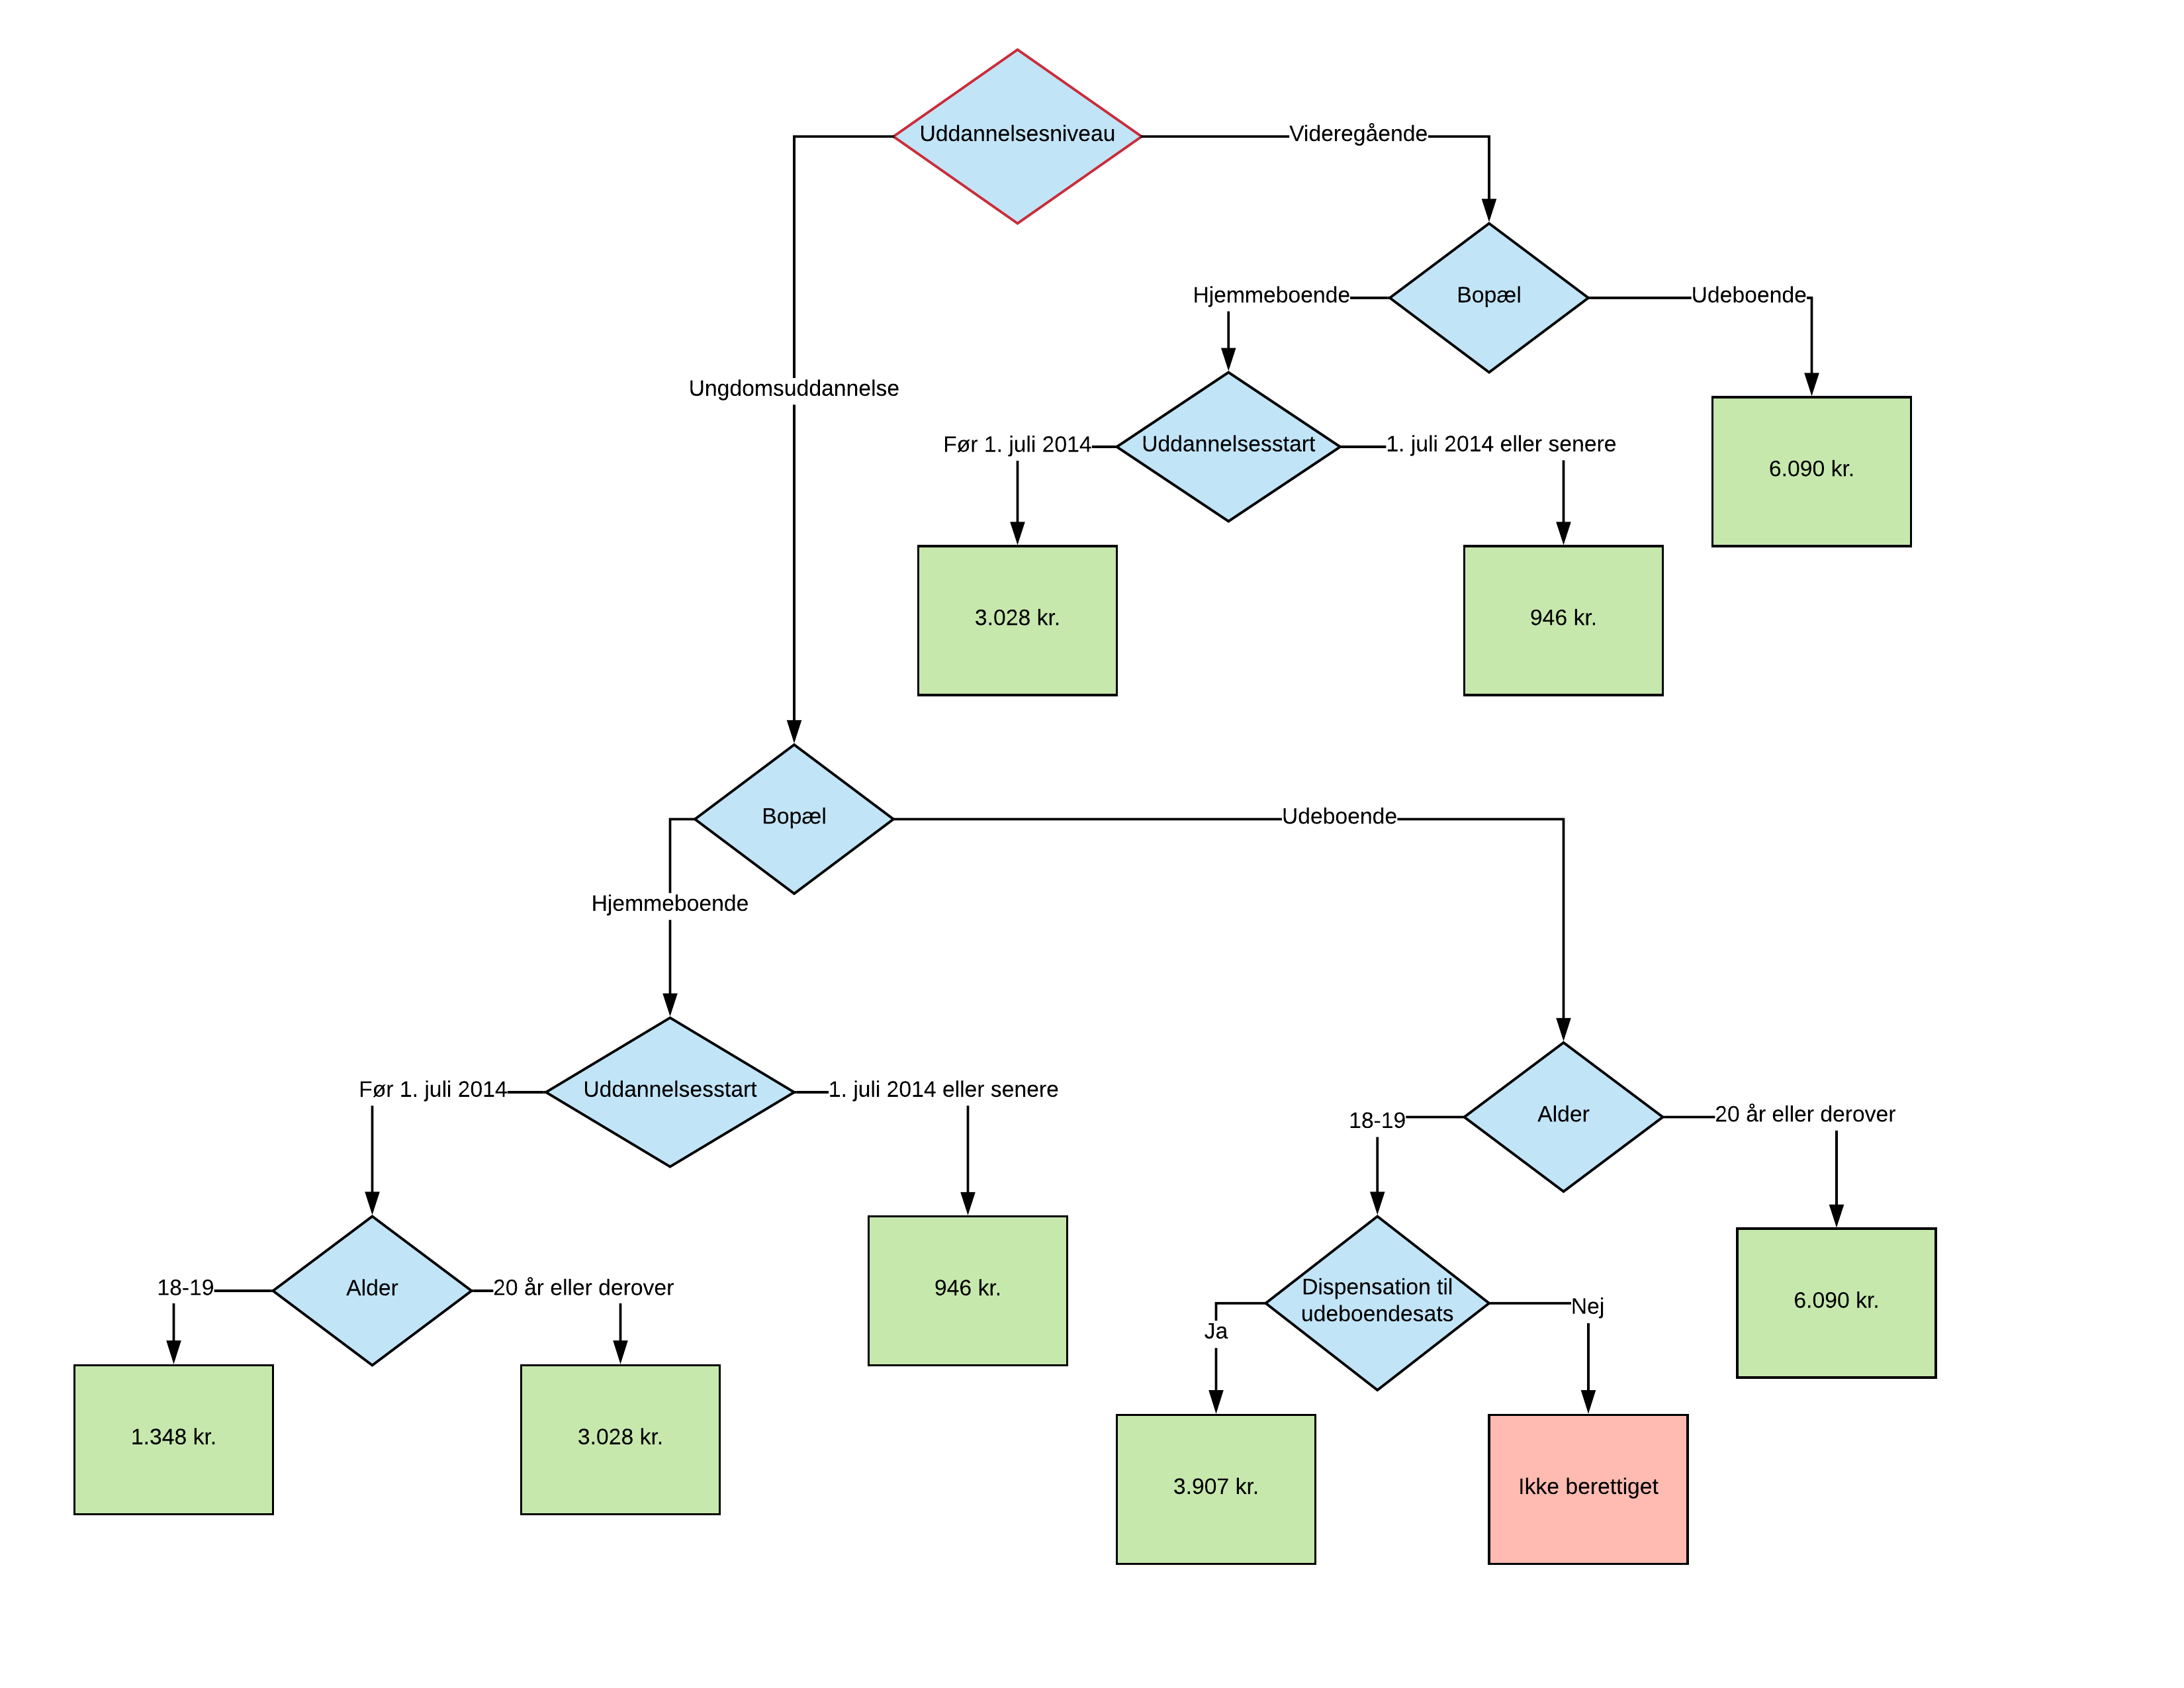 Uddannelsesniveau
Videregående
Bopæl
Hjemmeboende
Udeboende
Ungdomsuddannelse
Uddannelsesstart
Før 1. juli 2014
1. juli 2014 eller senere
6.090 kr.
3.028 kr.
946 kr.
Bopæl
Udeboende
Hjemmeboende
Uddannelsesstart
Før 1. juli 2014
1. juli 2014 eller senere
Alder
18-19
20 år eller derover
Alder
18-19
20 år eller derover
946 kr.
Dispensation til
udeboendesats
Ja
Nej
6.090 kr.
1.348 kr.
3.028 kr.
3.907 kr.
Ikke berettiget